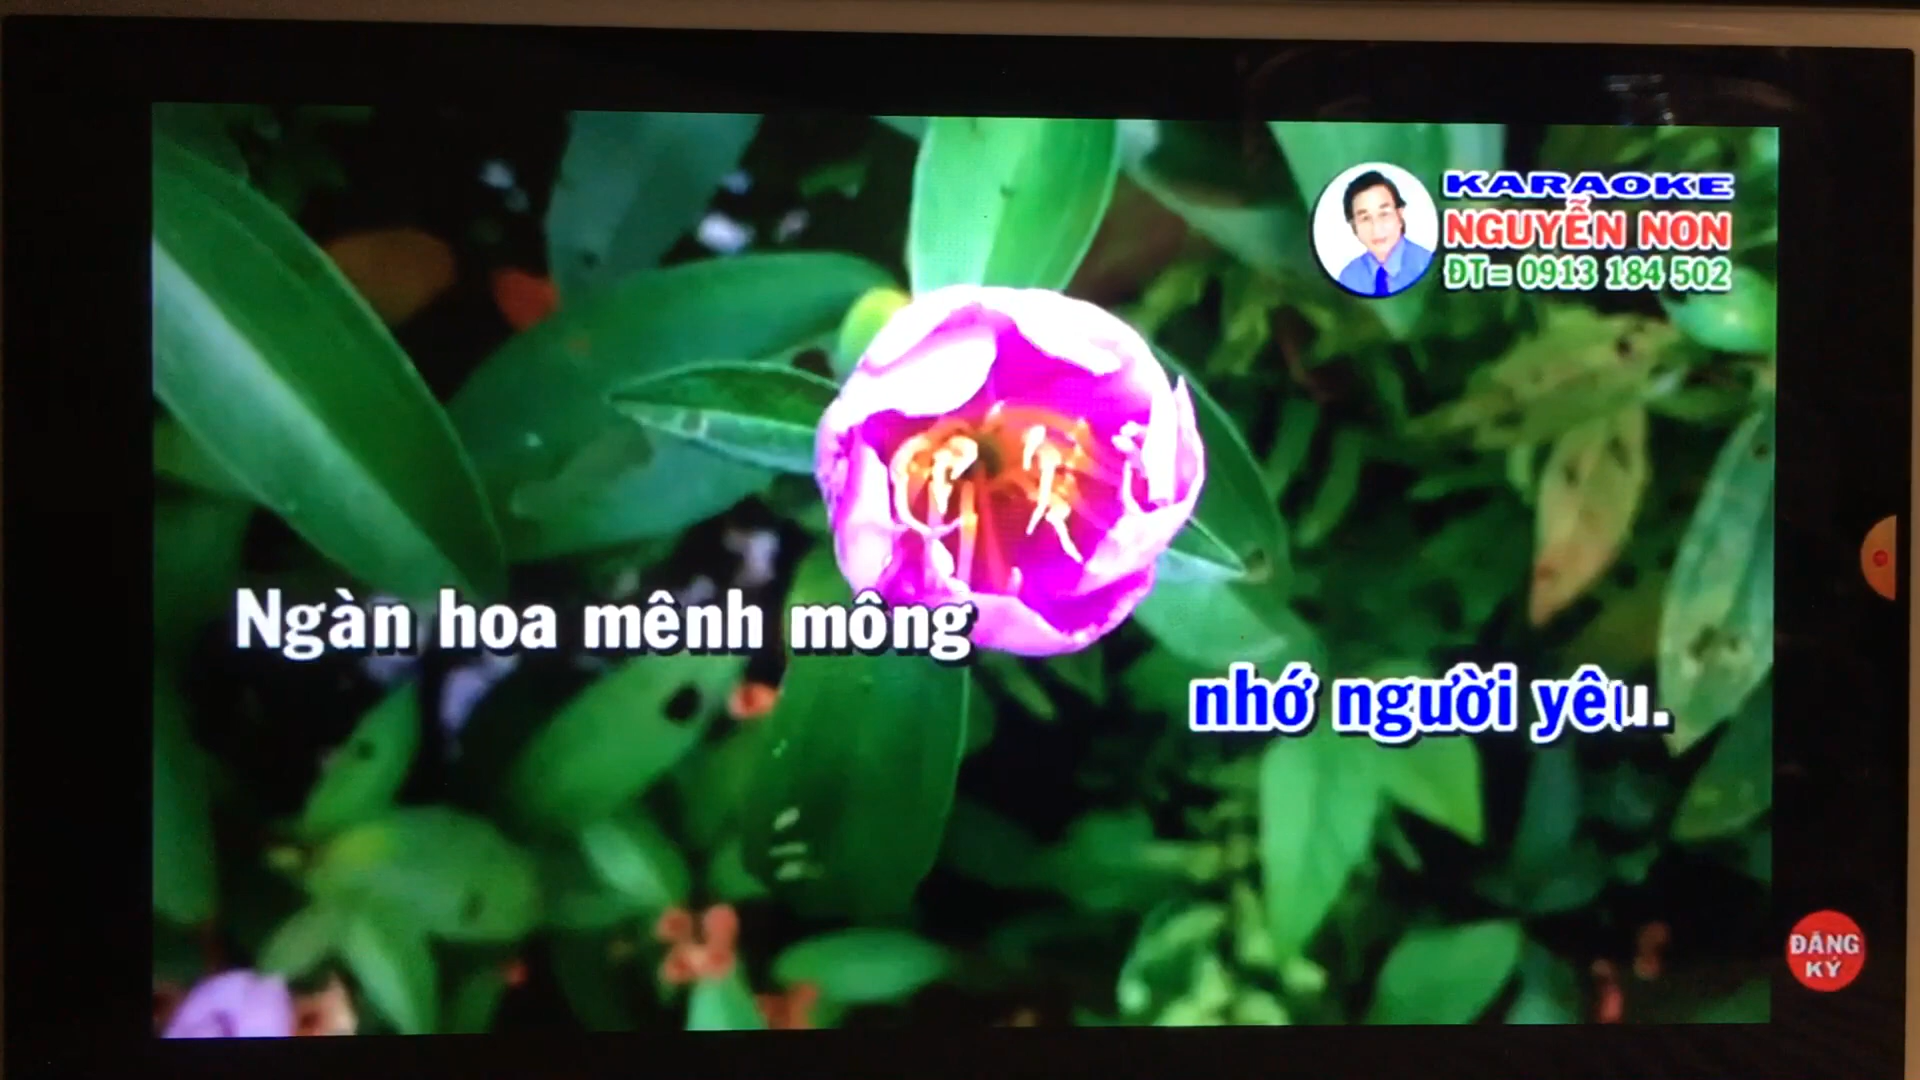 KARAOKE
NGUYỄN NON
ĐT= 0913 184 502
Ngàn hoa mênh mông
nhớ người yêu.
ĐĂNG
KÝ